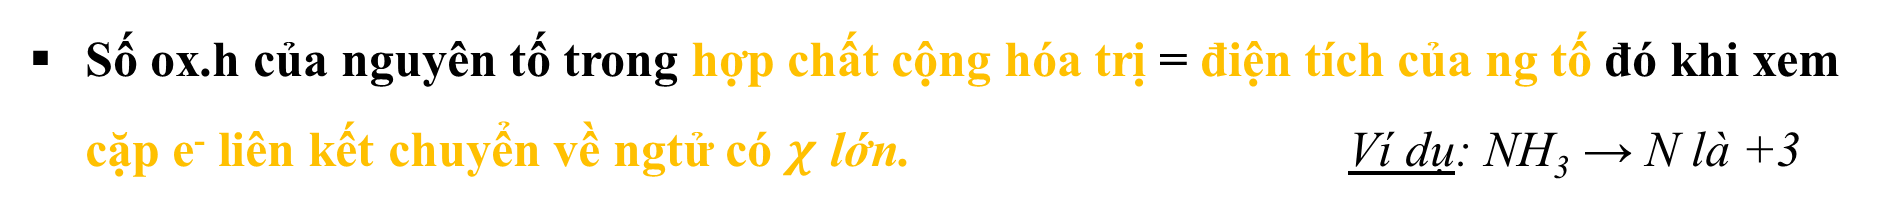 ▪ Số ox.h của nguyên tố trong hợp chất cộng hóa trị = điện tích của ng tố đó khi xem
cặp e⁻ liên kết chuyển về ngtử có χ lớn. Ví dụ: NH₃ → N là +3